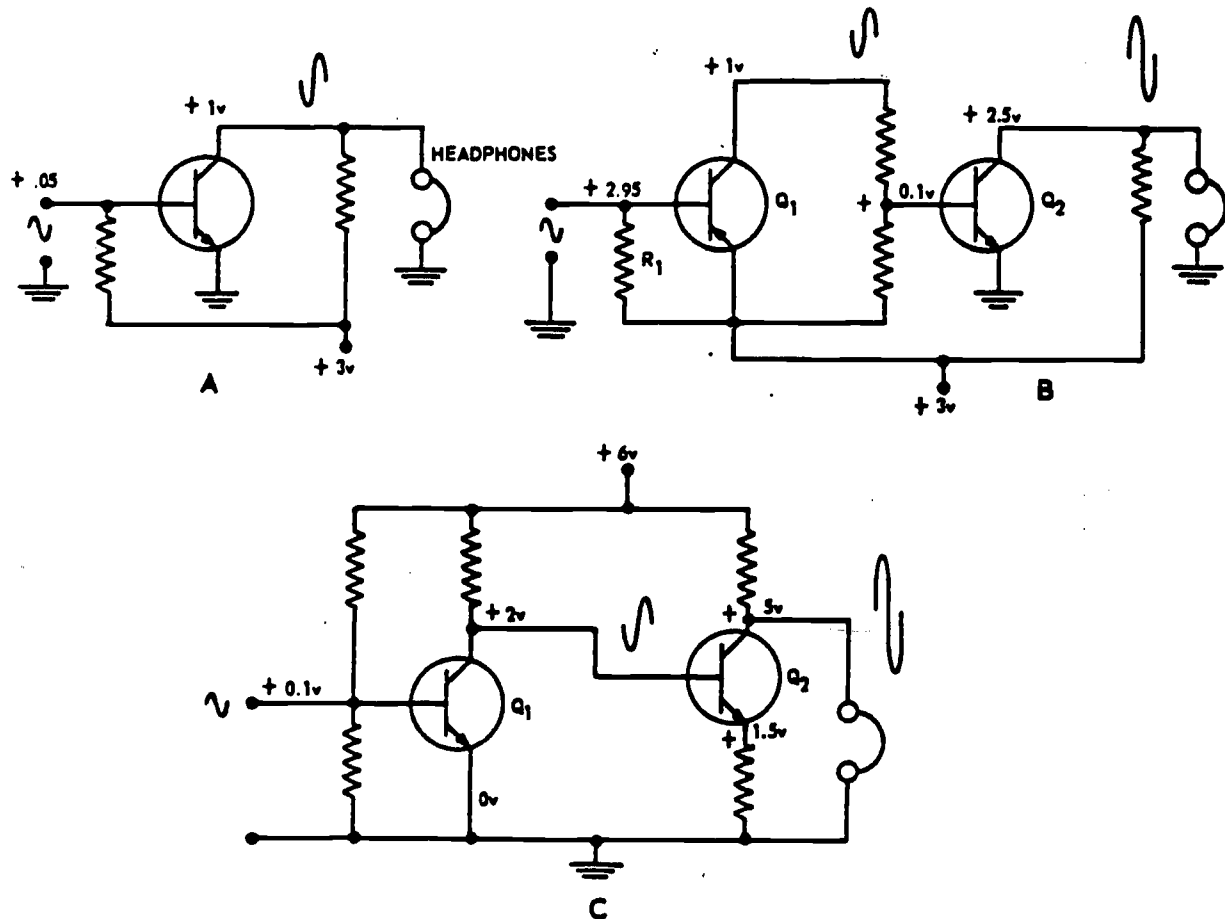 + 1v
HEADPHONES
+ .05
+ 3v
A
+ 1v
+ 2.5v
+ 2.95
Q1
0.1v
+
Q2
R1
+ 3v
B
+ 6v
+ 2v
+ 5v
+ 0.1v
Q1
Q2
+ 1.5v
0v
C